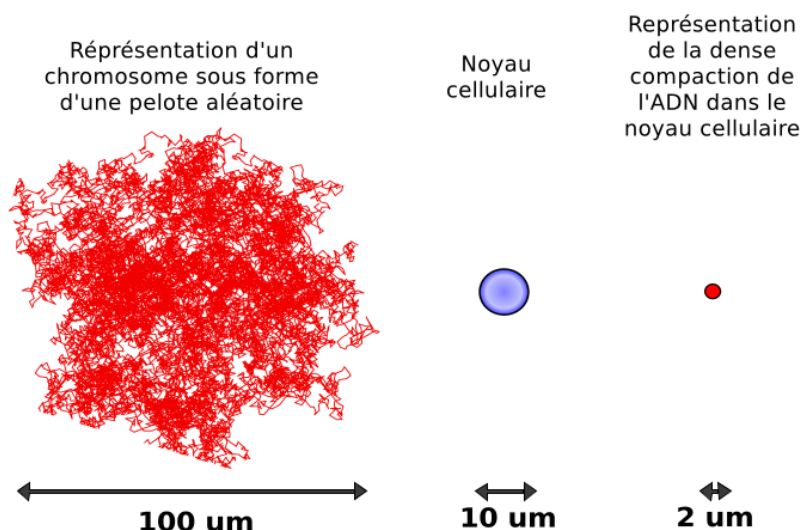 Réprésentation d'un
chromosome sous forme
d'une pelote aléatoire
Noyau
cellulaire
Représentation
de la dense
compaction de
l'ADN dans le
noyau cellulaire
100 um
10 um
2 um